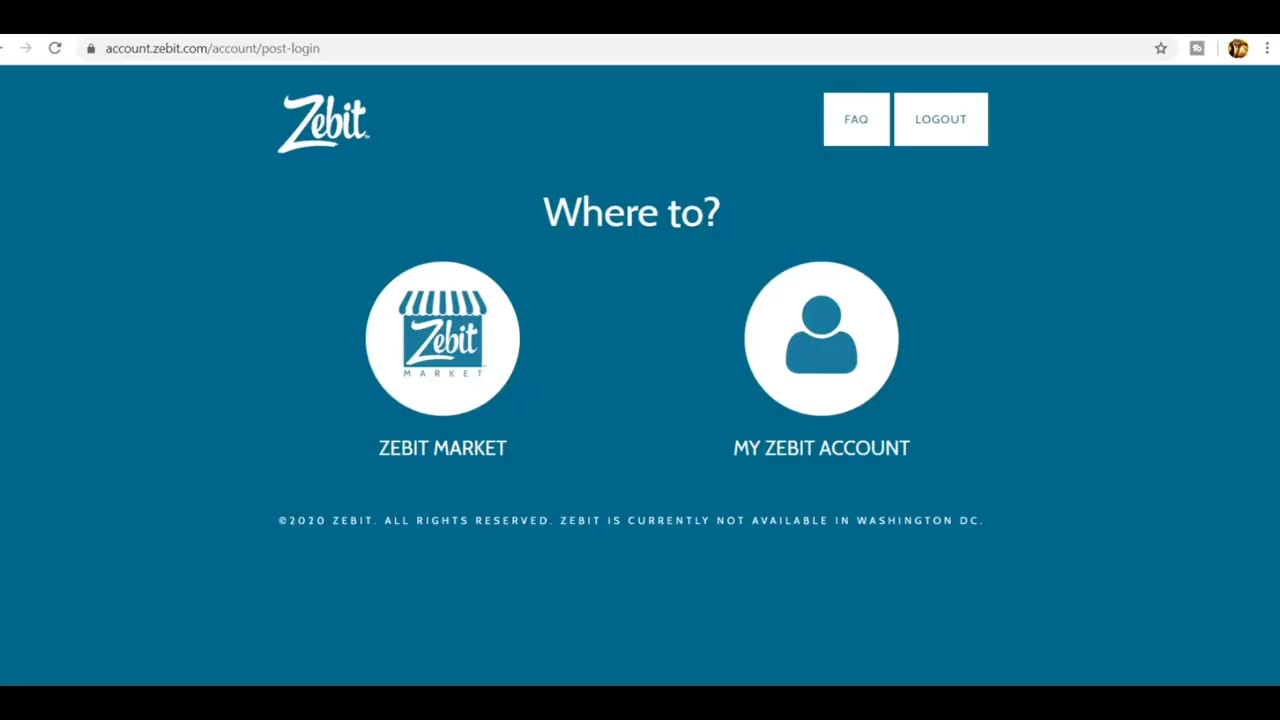 account.zebit.com/account/post-login
Zebit
FAQ
LOGOUT
Where to?
Zebit
MARKET
ZEBIT MARKET
MY ZEBIT ACCOUNT
©2020 ZEBIT. ALL RIGHTS RESERVED. ZEBIT IS CURRENTLY NOT AVAILABLE IN WASHINGTON DC.